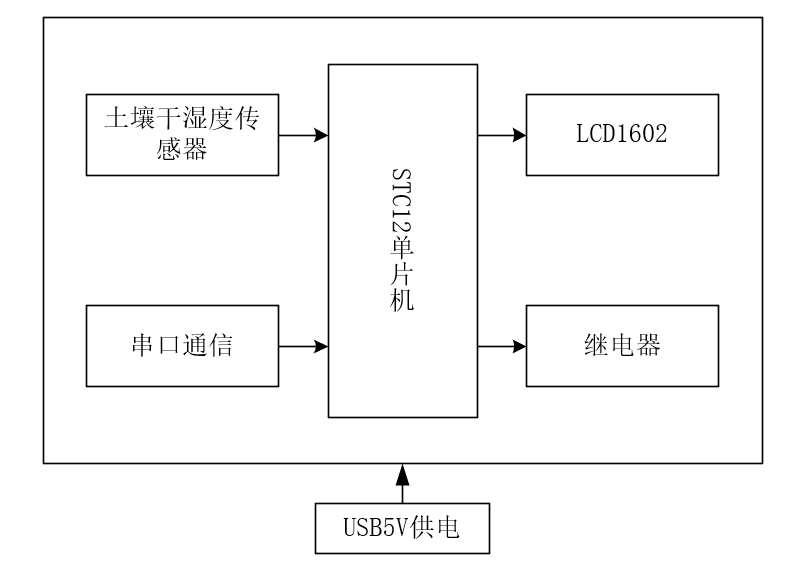 土壤干湿度传
感器
LCD1602
STC12单片机
串口通信
继电器
USB5V供电